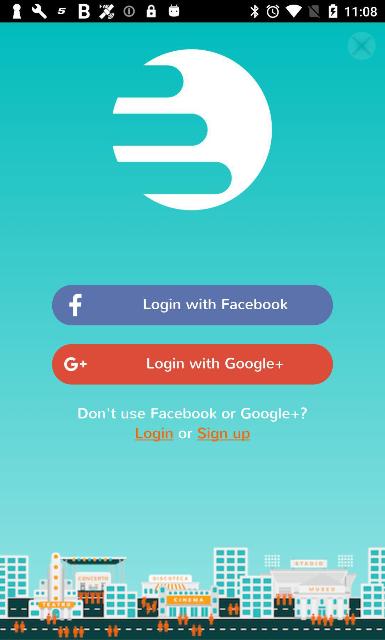 11:08
Login with Facebook
G+ Login with Google+
Don't use Facebook or Google+?
Login or Sign up
STADIO
CONCERTO
DISCOTECA
MUSEO
CINEMA
TEATRO